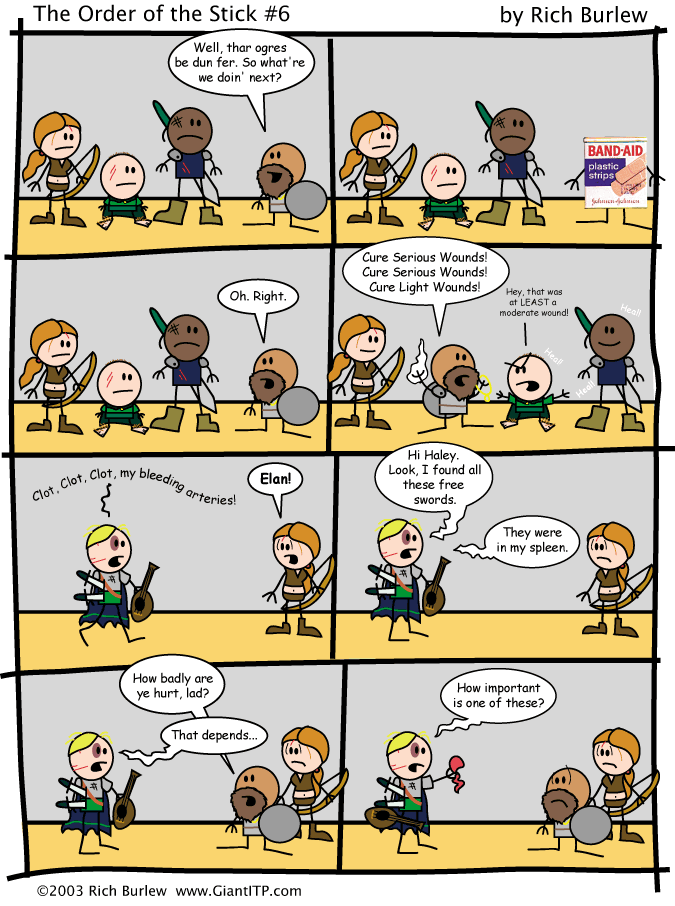 The Order of the Stick #6
by Rich Burlew
Well, thar ogres
be dun fer. So what're
we doin' next?
BAND-AID
plastic
strips
Johnson & Johnson
Oh. Right.
Cure Serious Wounds!
Cure Serious Wounds!
Cure Light Wounds!
Hey, that was
at LEAST a
moderate wound!
Heal!
Heal!
Heal!
Clot, Clot, Clot, my bleeding arteries!
Elan!
Hi Haley.
Look, I found all
these free
swords.
They were
in my spleen.
How badly are
ye hurt, lad?
That depends...
How important
is one of these?
©2003 Rich Burlew www.GiantITP.com